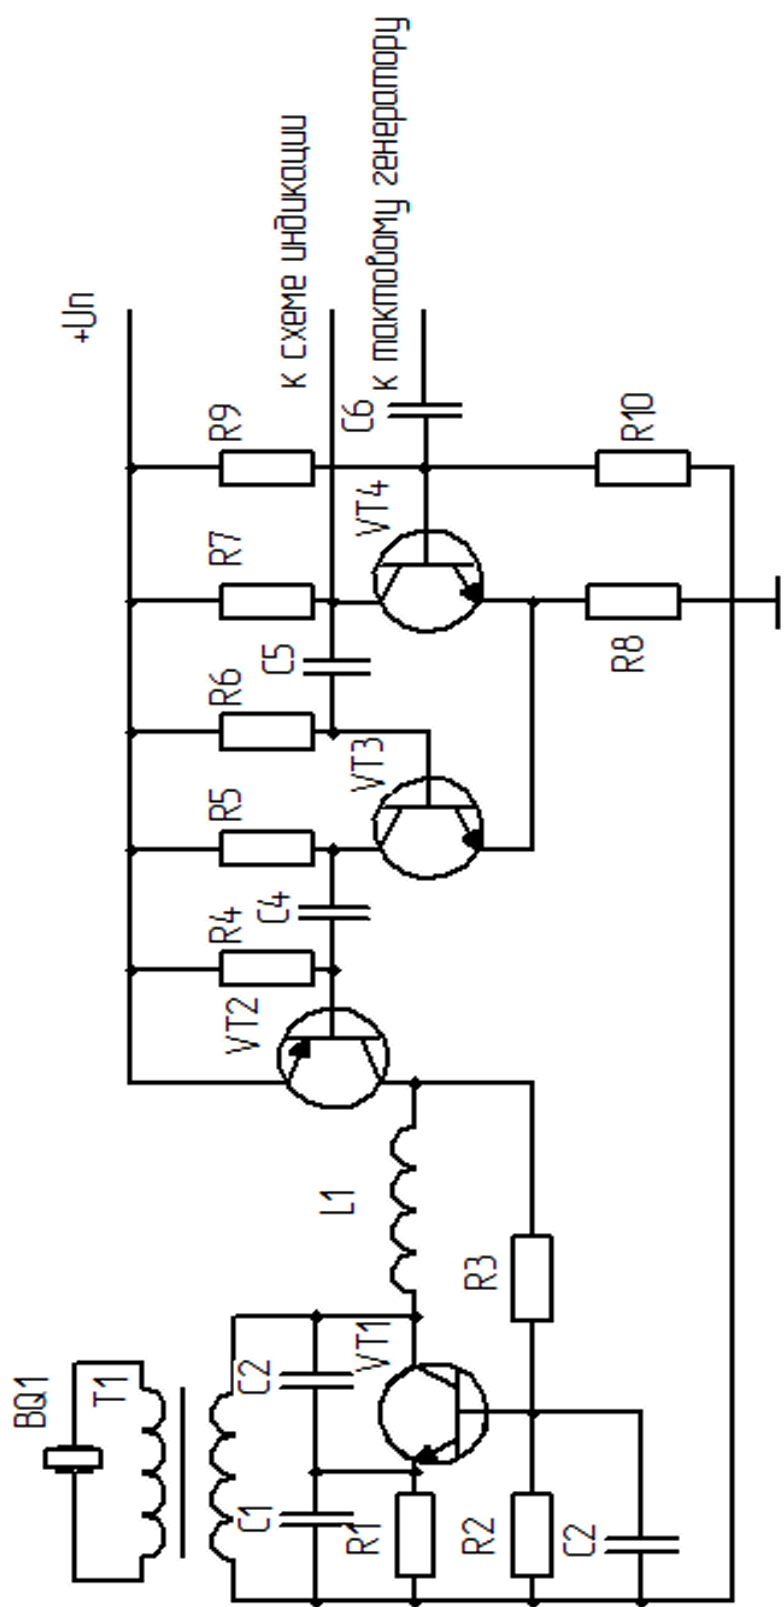 BQ1
T1
C1
C2
R1
VT1
R2
C2
R3
L1
VT2
R4
C4
R5
R6
VT3
C5
R7
VT4
R8
R9
C6
R10
+Uп
к схеме индикации
к тактовому генератору